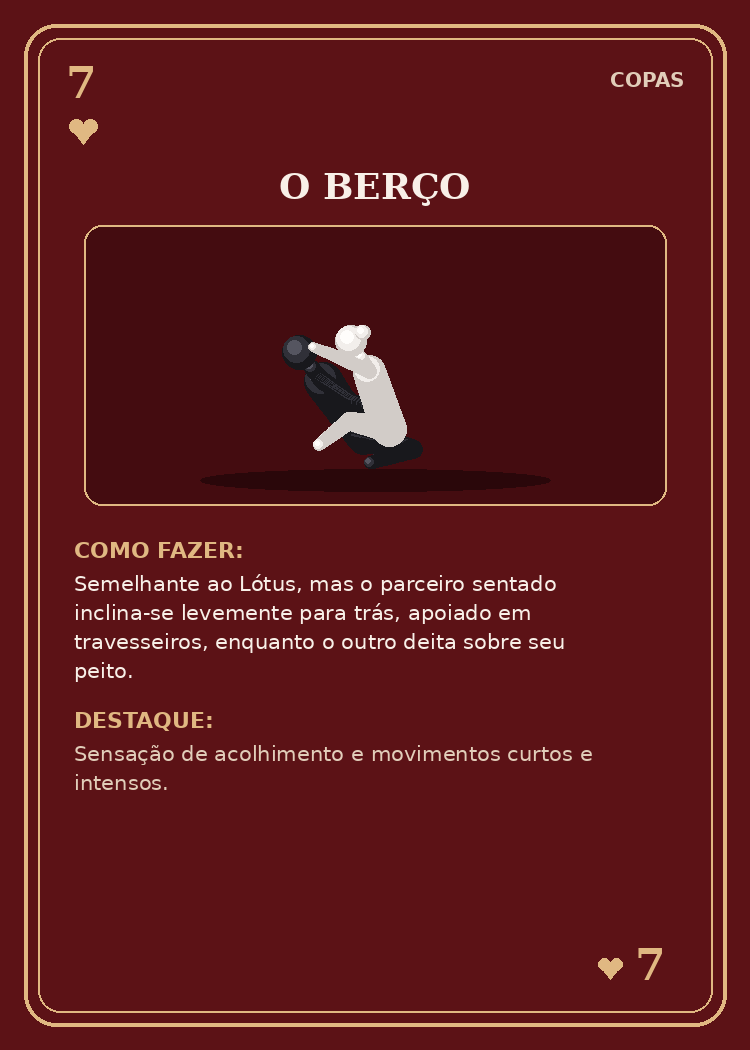 7
COPAS
O BERÇO
COMO FAZER:
Semelhante ao Lótus, mas o parceiro sentado
inclina-se levemente para trás, apoiado em
travesseiros, enquanto o outro deita sobre seu
peito.
DESTAQUE:
Sensação de acolhimento e movimentos curtos e
intensos.
7